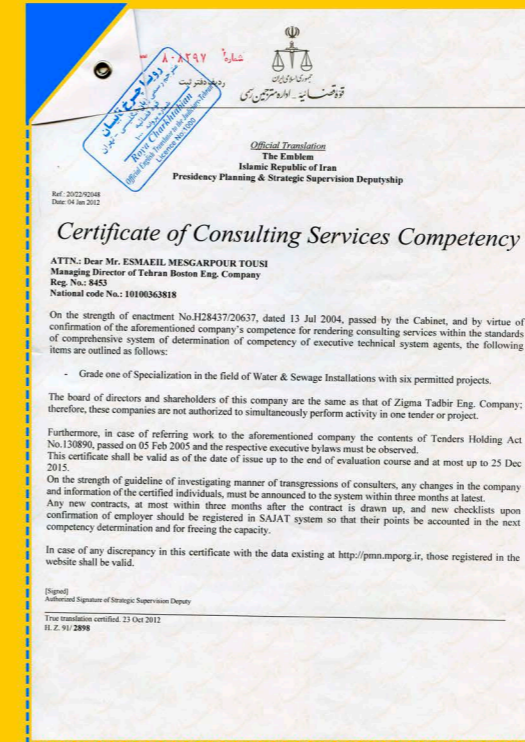 شماره ۸۰۸۲۹۷
ردیف دفتر ثبت
جمهوری اسلامی ایران
قوه قضائیه - اداره مترجمین رسمی
Roya Charkhtabian
Official English Translator to the Judiciary-Tehran
License No:1000
Official Translation
The Emblem
Islamic Republic of Iran
Presidency Planning & Strategic Supervision Deputyship
Ref.: 20/22/92048
Date: 04 Jan 2012
Certificate of Consulting Services Competency
ATTN.: Dear Mr. ESMAEIL MESGARPOUR TOUSI
Managing Director of Tehran Boston Eng. Company
Reg. No.: 8453
National code No.: 10100363818
On the strength of enactment No.H28437/20637, dated 13 Jul 2004, passed by the Cabinet, and by virtue of
confirmation of the aforementioned company's competence for rendering consulting services within the standards
of comprehensive system of determination of competency of executive technical system agents, the following
items are outlined as follows:
- Grade one of Specialization in the field of Water & Sewage Installations with six permitted projects.
The board of directors and shareholders of this company are the same as that of Zigma Tadbir Eng. Company;
therefore, these companies are not authorized to simultaneously perform activity in one tender or project.
Furthermore, in case of referring work to the aforementioned company the contents of Tenders Holding Act
No.130890, passed on 05 Feb 2005 and the respective executive bylaws must be observed.
This certificate shall be valid as of the date of issue up to the end of evaluation course and at most up to 25 Dec
2015.
On the strength of guideline of investigating manner of transgressions of consultants, any changes in the company
and information of the certified individuals, must be announced to the system within three months at latest.
Any new contracts, at most within three months after the contract is drawn up, and new checklists upon
confirmation of employer should be registered in SAJAT system so that their points be accounted in the next
competency determination and for freeing the capacity.
In case of any discrepancy in this certificate with the data existing at http://pmn.mporg.ir, those registered in the
website shall be valid.
[Signed]
Authorized Signature of Strategic Supervision Deputy
True translation certified. 23 Oct 2012
H. Z. 91/ 2898